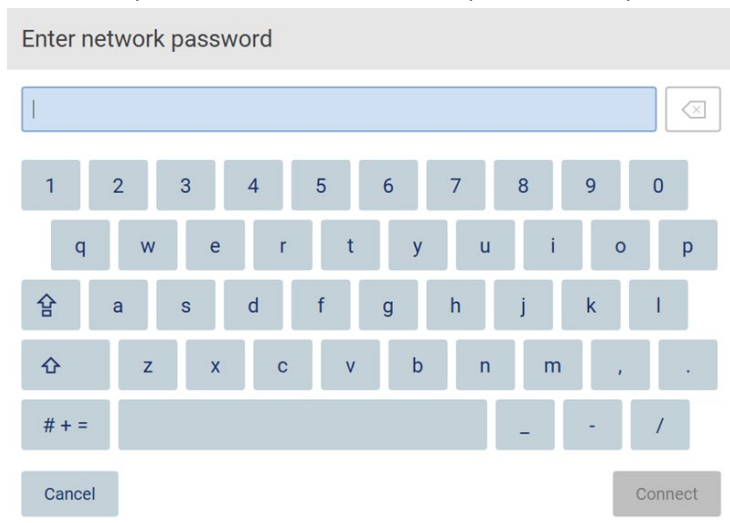 Enter network password
1 2 3 4 5 6 7 8 9 0
q w e r t y u i o p
a s d f g h j k l
z x c v b n m , .
# + = _ - /
Cancel Connect